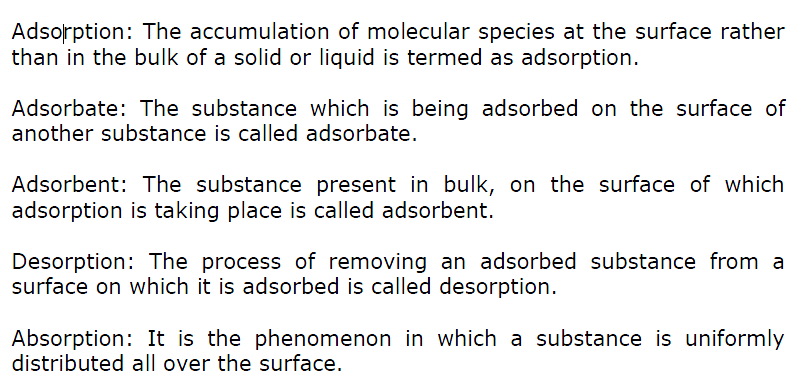 Adsorption: The accumulation of molecular species at the surface rather
than in the bulk of a solid or liquid is termed as adsorption.
Adsorbate: The substance which is being adsorbed on the surface of
another substance is called adsorbate.
Adsorbent: The substance present in bulk, on the surface of which
adsorption is taking place is called adsorbent.
Desorption: The process of removing an adsorbed substance from a
surface on which it is adsorbed is called desorption.
Absorption: It is the phenomenon in which a substance is uniformly
distributed all over the surface.